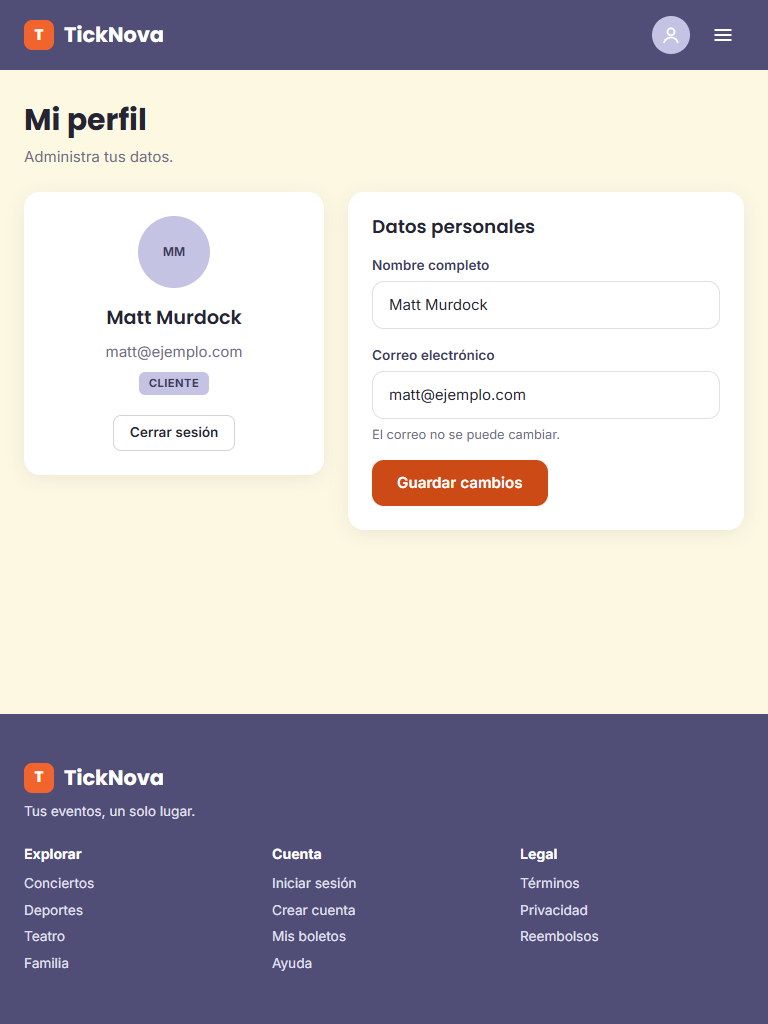 T TickNova
Mi perfil
Administra tus datos.
MM
Matt Murdock
matt@ejemplo.com
CLIENTE
Cerrar sesión
Datos personales
Nombre completo
Matt Murdock
Correo electrónico
matt@ejemplo.com
El correo no se puede cambiar.
Guardar cambios
T TickNova
Tus eventos, un solo lugar.
Explorar
Conciertos
Deportes
Teatro
Familia
Cuenta
Iniciar sesión
Crear cuenta
Mis boletos
Ayuda
Legal
Términos
Privacidad
Reembolsos